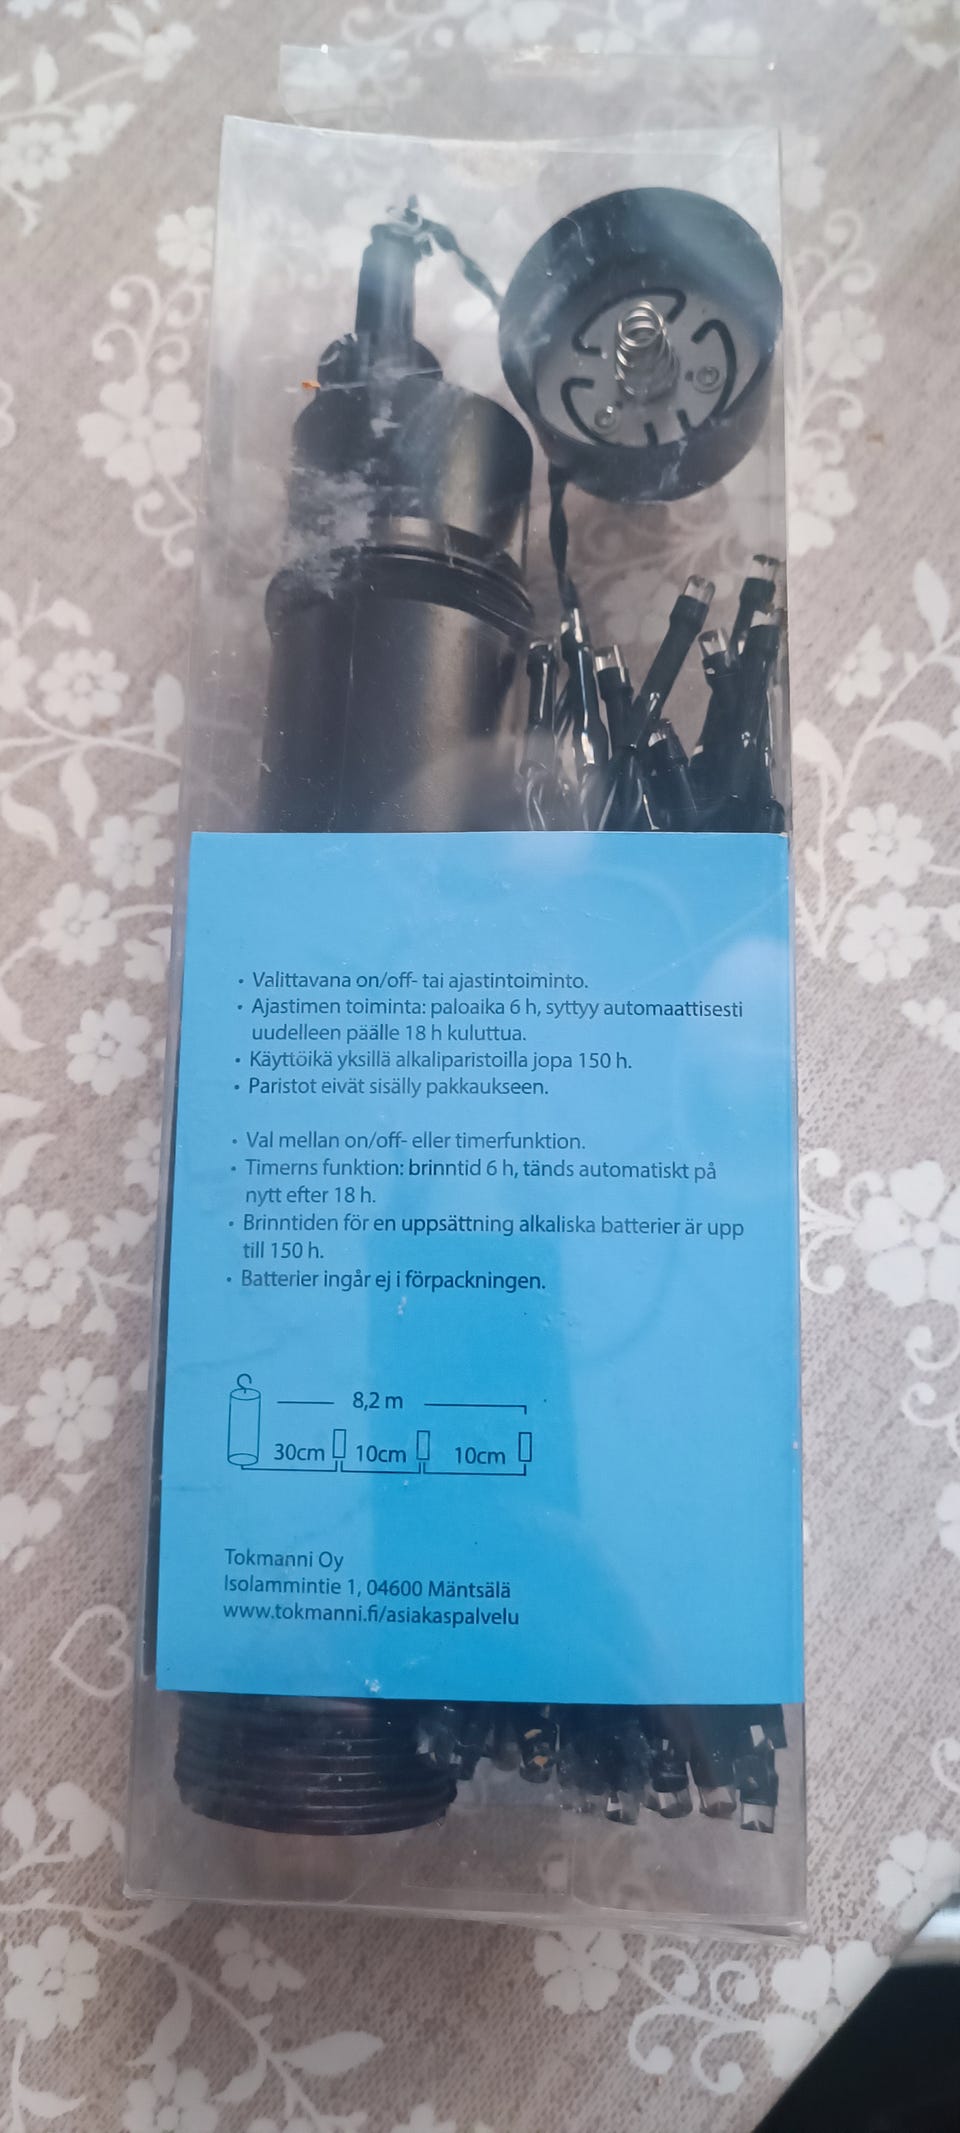 • Valittavana on/off- tai ajastintoiminto.
• Ajastimen toiminta: paloaika 6 h, syttyy automaattisesti
uudelleen päälle 18 h kuluttua.
• Käyttöikä yksillä alkaliparistoilla jopa 150 h.
• Paristot eivät sisälly pakkaukseen.
• Val mellan on/off- eller timerfunktion.
• Timerns funktion: brinntid 6 h, tänds automatiskt på
nytt efter 18 h.
• Brinntiden för en uppsättning alkaliska batterier är upp
till 150 h.
• Batterier ingår ej i förpackningen.
8,2 m
30cm 10cm 10cm
Tokmanni Oy
Isolammintie 1, 04600 Mäntsälä
www.tokmanni.fi/asiakaspalvelu